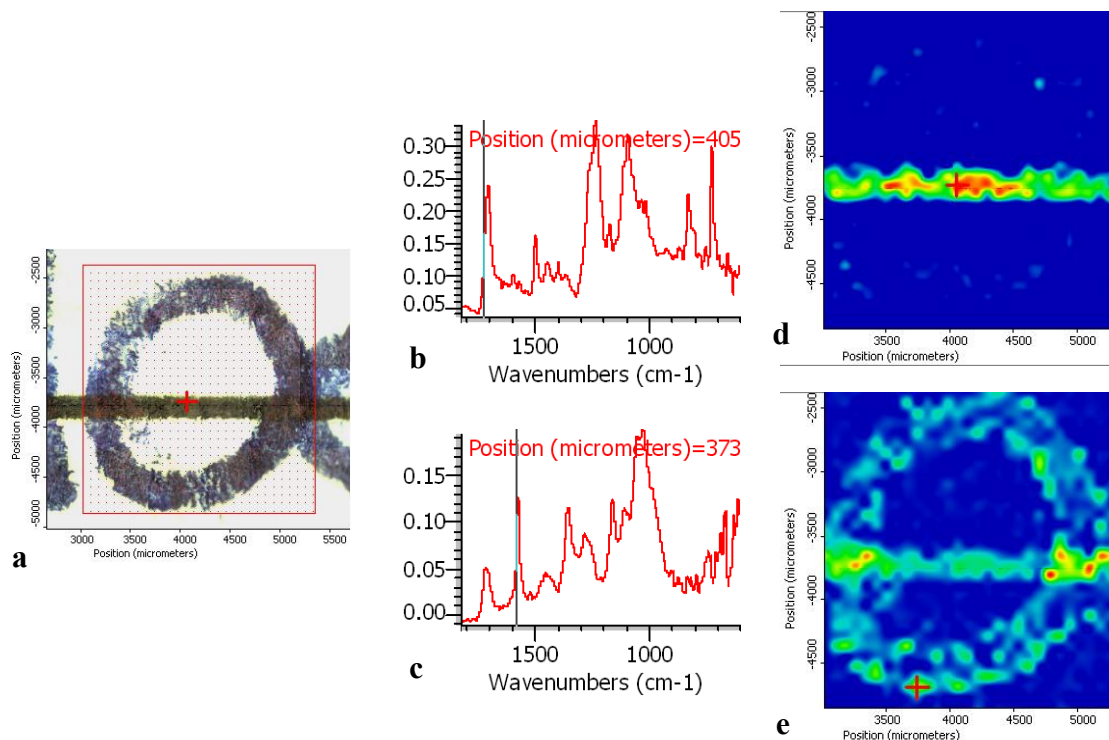 -2500
-3000
-3500
-4000
-4500
-5000
Position (micrometers)
3000 3500 4000 4500 5000 5500
Position (micrometers)
a
Position (micrometers)=405
0.30
0.25
0.20
0.15
0.10
0.05
1500 1000
Wavenumbers (cm-1)
b
Position (micrometers)=373
0.15
0.10
0.05
0.00
1500 1000
Wavenumbers (cm-1)
c
-2500
-3000
-3500
-4000
-4500
Position (micrometers)
3500 4000 4500 5000
Position (micrometers)
d
-2500
-3000
-3500
-4000
-4500
Position (micrometers)
3500 4000 4500 5000
Position (micrometers)
e